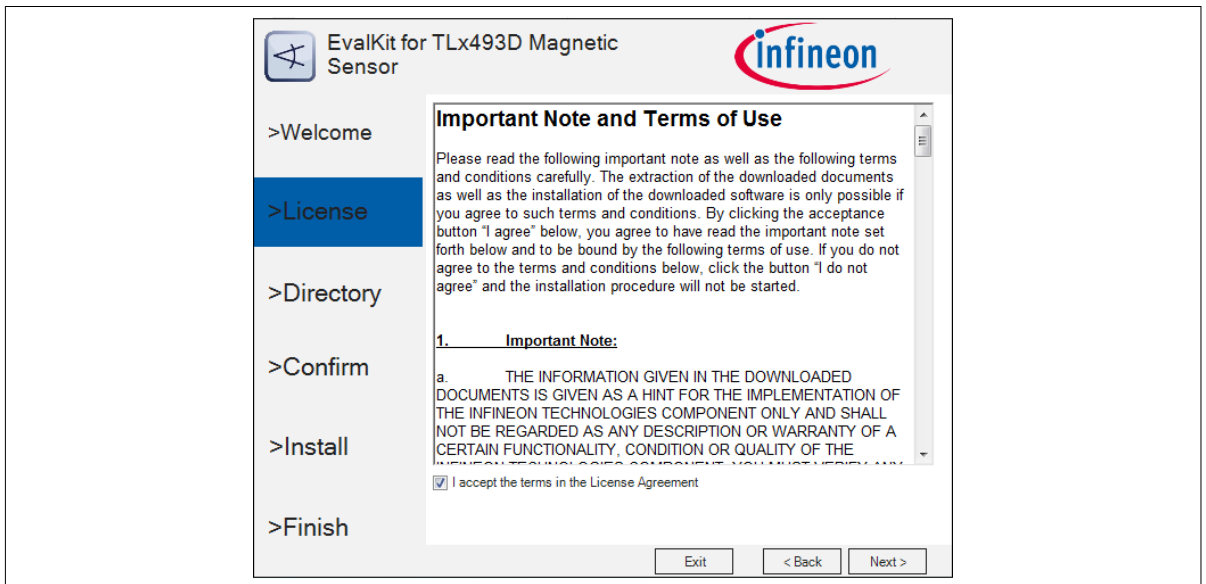 EvalKit for TLx493D Magnetic
Sensor
infineon
>Welcome
>License
>Directory
>Confirm
>Install
>Finish
Important Note and Terms of Use
Please read the following important note as well as the following terms
and conditions carefully. The extraction of the downloaded documents
as well as the installation of the downloaded software is only possible if
you agree to such terms and conditions. By clicking the acceptance
button “I agree” below, you agree to have read the important note set
forth below and to be bound by the following terms of use. If you do not
agree to the terms and conditions below, click the button “I do not
agree” and the installation procedure will not be started.
1. Important Note:
a. THE INFORMATION GIVEN IN THE DOWNLOADED
DOCUMENTS IS GIVEN AS A HINT FOR THE IMPLEMENTATION OF
THE INFINEON TECHNOLOGIES COMPONENT ONLY AND SHALL
NOT BE REGARDED AS ANY DESCRIPTION OR WARRANTY OF A
CERTAIN FUNCTIONALITY, CONDITION OR QUALITY OF THE
INFINEON TECHNOLOGIES COMPONENT. YOU MUST VERIFY ANY
I accept the terms in the License Agreement
Exit
< Back
Next >